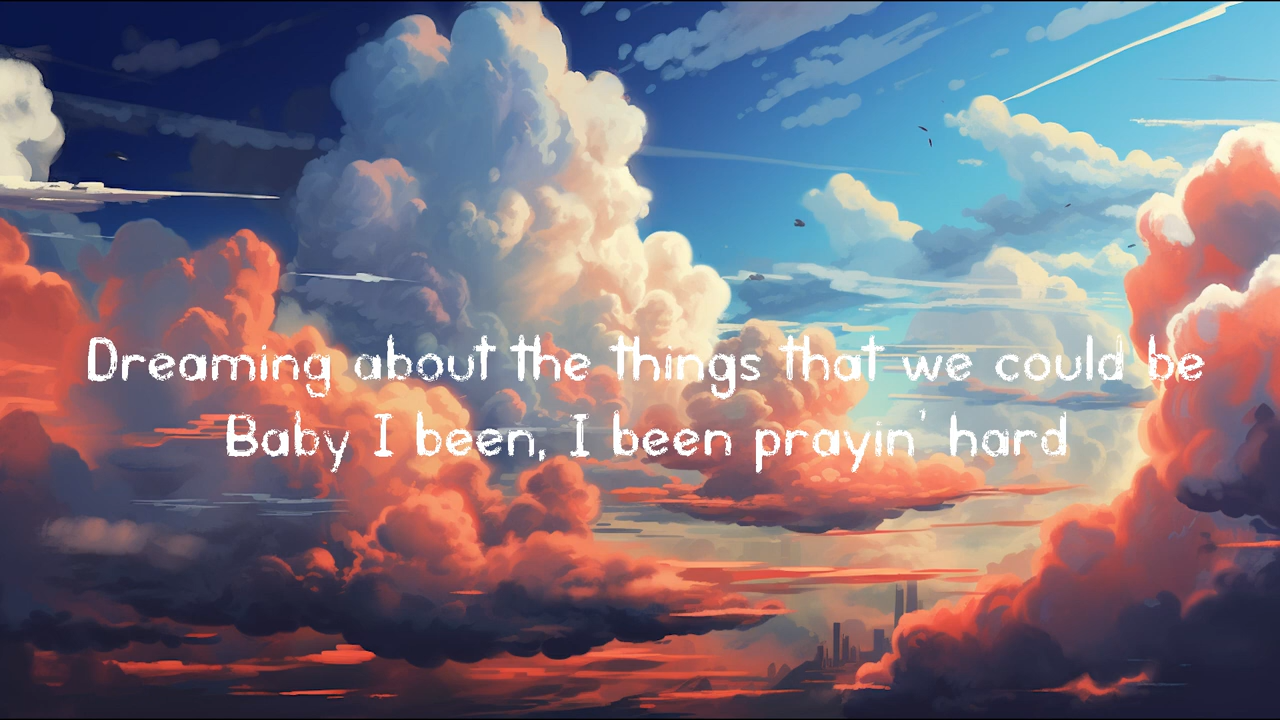 Dreaming about the things that we could be
Baby I been, I been prayin' hard